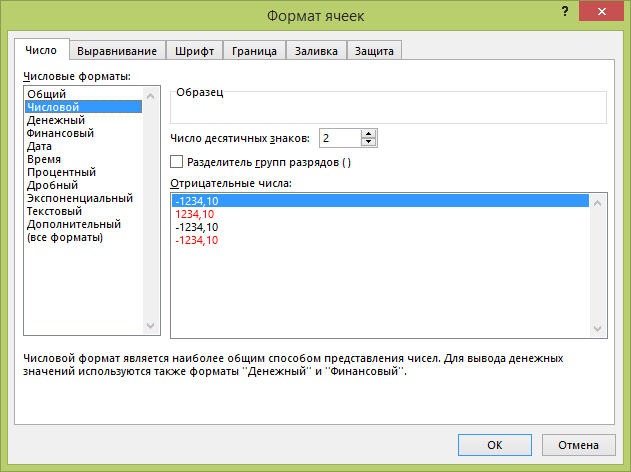 Формат ячеек
? ×
Число Выравнивание Шрифт Граница Заливка Защита
Числовые форматы:
Общий
Числовой
Денежный
Финансовый
Дата
Время
Процентный
Дробный
Экспоненциальный
Текстовый
Дополнительный
(все форматы)
Образец
Число десятичных знаков: 2
Разделитель групп разрядов ( )
Отрицательные числа:
-1234,10
1234,10
-1234,10
-1234,10
Числовой формат является наиболее общим способом представления чисел. Для вывода денежных
значений используются также форматы "Денежный" и "Финансовый".
ОК Отмена